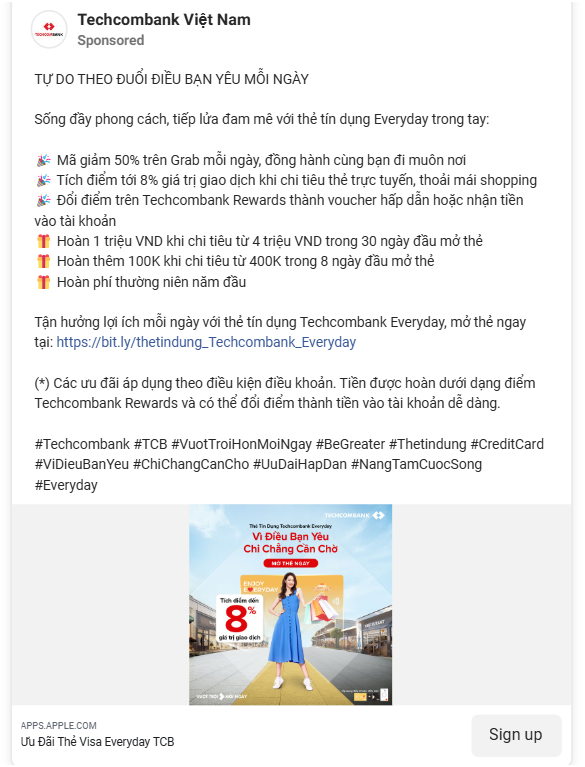 TECHCOMBANK
Techcombank Việt Nam
Sponsored
TỰ DO THEO ĐUỔI ĐIỀU BẠN YÊU MỖI NGÀY
Sống đầy phong cách, tiếp lửa đam mê với thẻ tín dụng Everyday trong tay:
🎉 Mã giảm 50% trên Grab mỗi ngày, đồng hành cùng bạn đi muôn nơi
🎉 Tích điểm tới 8% giá trị giao dịch khi chi tiêu thẻ trực tuyến, thoải mái shopping
🎉 Đổi điểm trên Techcombank Rewards thành voucher hấp dẫn hoặc nhận tiền
vào tài khoản
🎁 Hoàn 1 triệu VND khi chi tiêu từ 4 triệu VND trong 30 ngày đầu mở thẻ
🎁 Hoàn thêm 100K khi chi tiêu từ 400K trong 8 ngày đầu mở thẻ
🎁 Hoàn phí thường niên năm đầu
Tận hưởng lợi ích mỗi ngày với thẻ tín dụng Techcombank Everyday, mở thẻ ngay
tại: https://bit.ly/thetindung_Techcombank_Everyday
(*) Các ưu đãi áp dụng theo điều kiện điều khoản. Tiền được hoàn dưới dạng điểm
Techcombank Rewards và có thể đổi điểm thành tiền vào tài khoản dễ dàng.
#Techcombank #TCB #VuotTroiHonMoiNgay #BeGreater #Thetindung #CreditCard
#ViDieuBanYeu #ChiChangCanCho #UuDaiHapDan #NangTamCuocSong
#Everyday
TECHCOMBANK
Thẻ Tín Dụng Techcombank Everyday
Vì Điều Bạn Yêu
Chi Chẳng Cần Chờ
MỞ THẺ NGAY
ENJOY
EVERYDAY
Tích điểm đến
8%
giá trị giao dịch
VƯỢT TRỘI MỖI NGÀY
APPS.APPLE.COM
Ưu Đãi Thẻ Visa Everyday TCB
Sign up